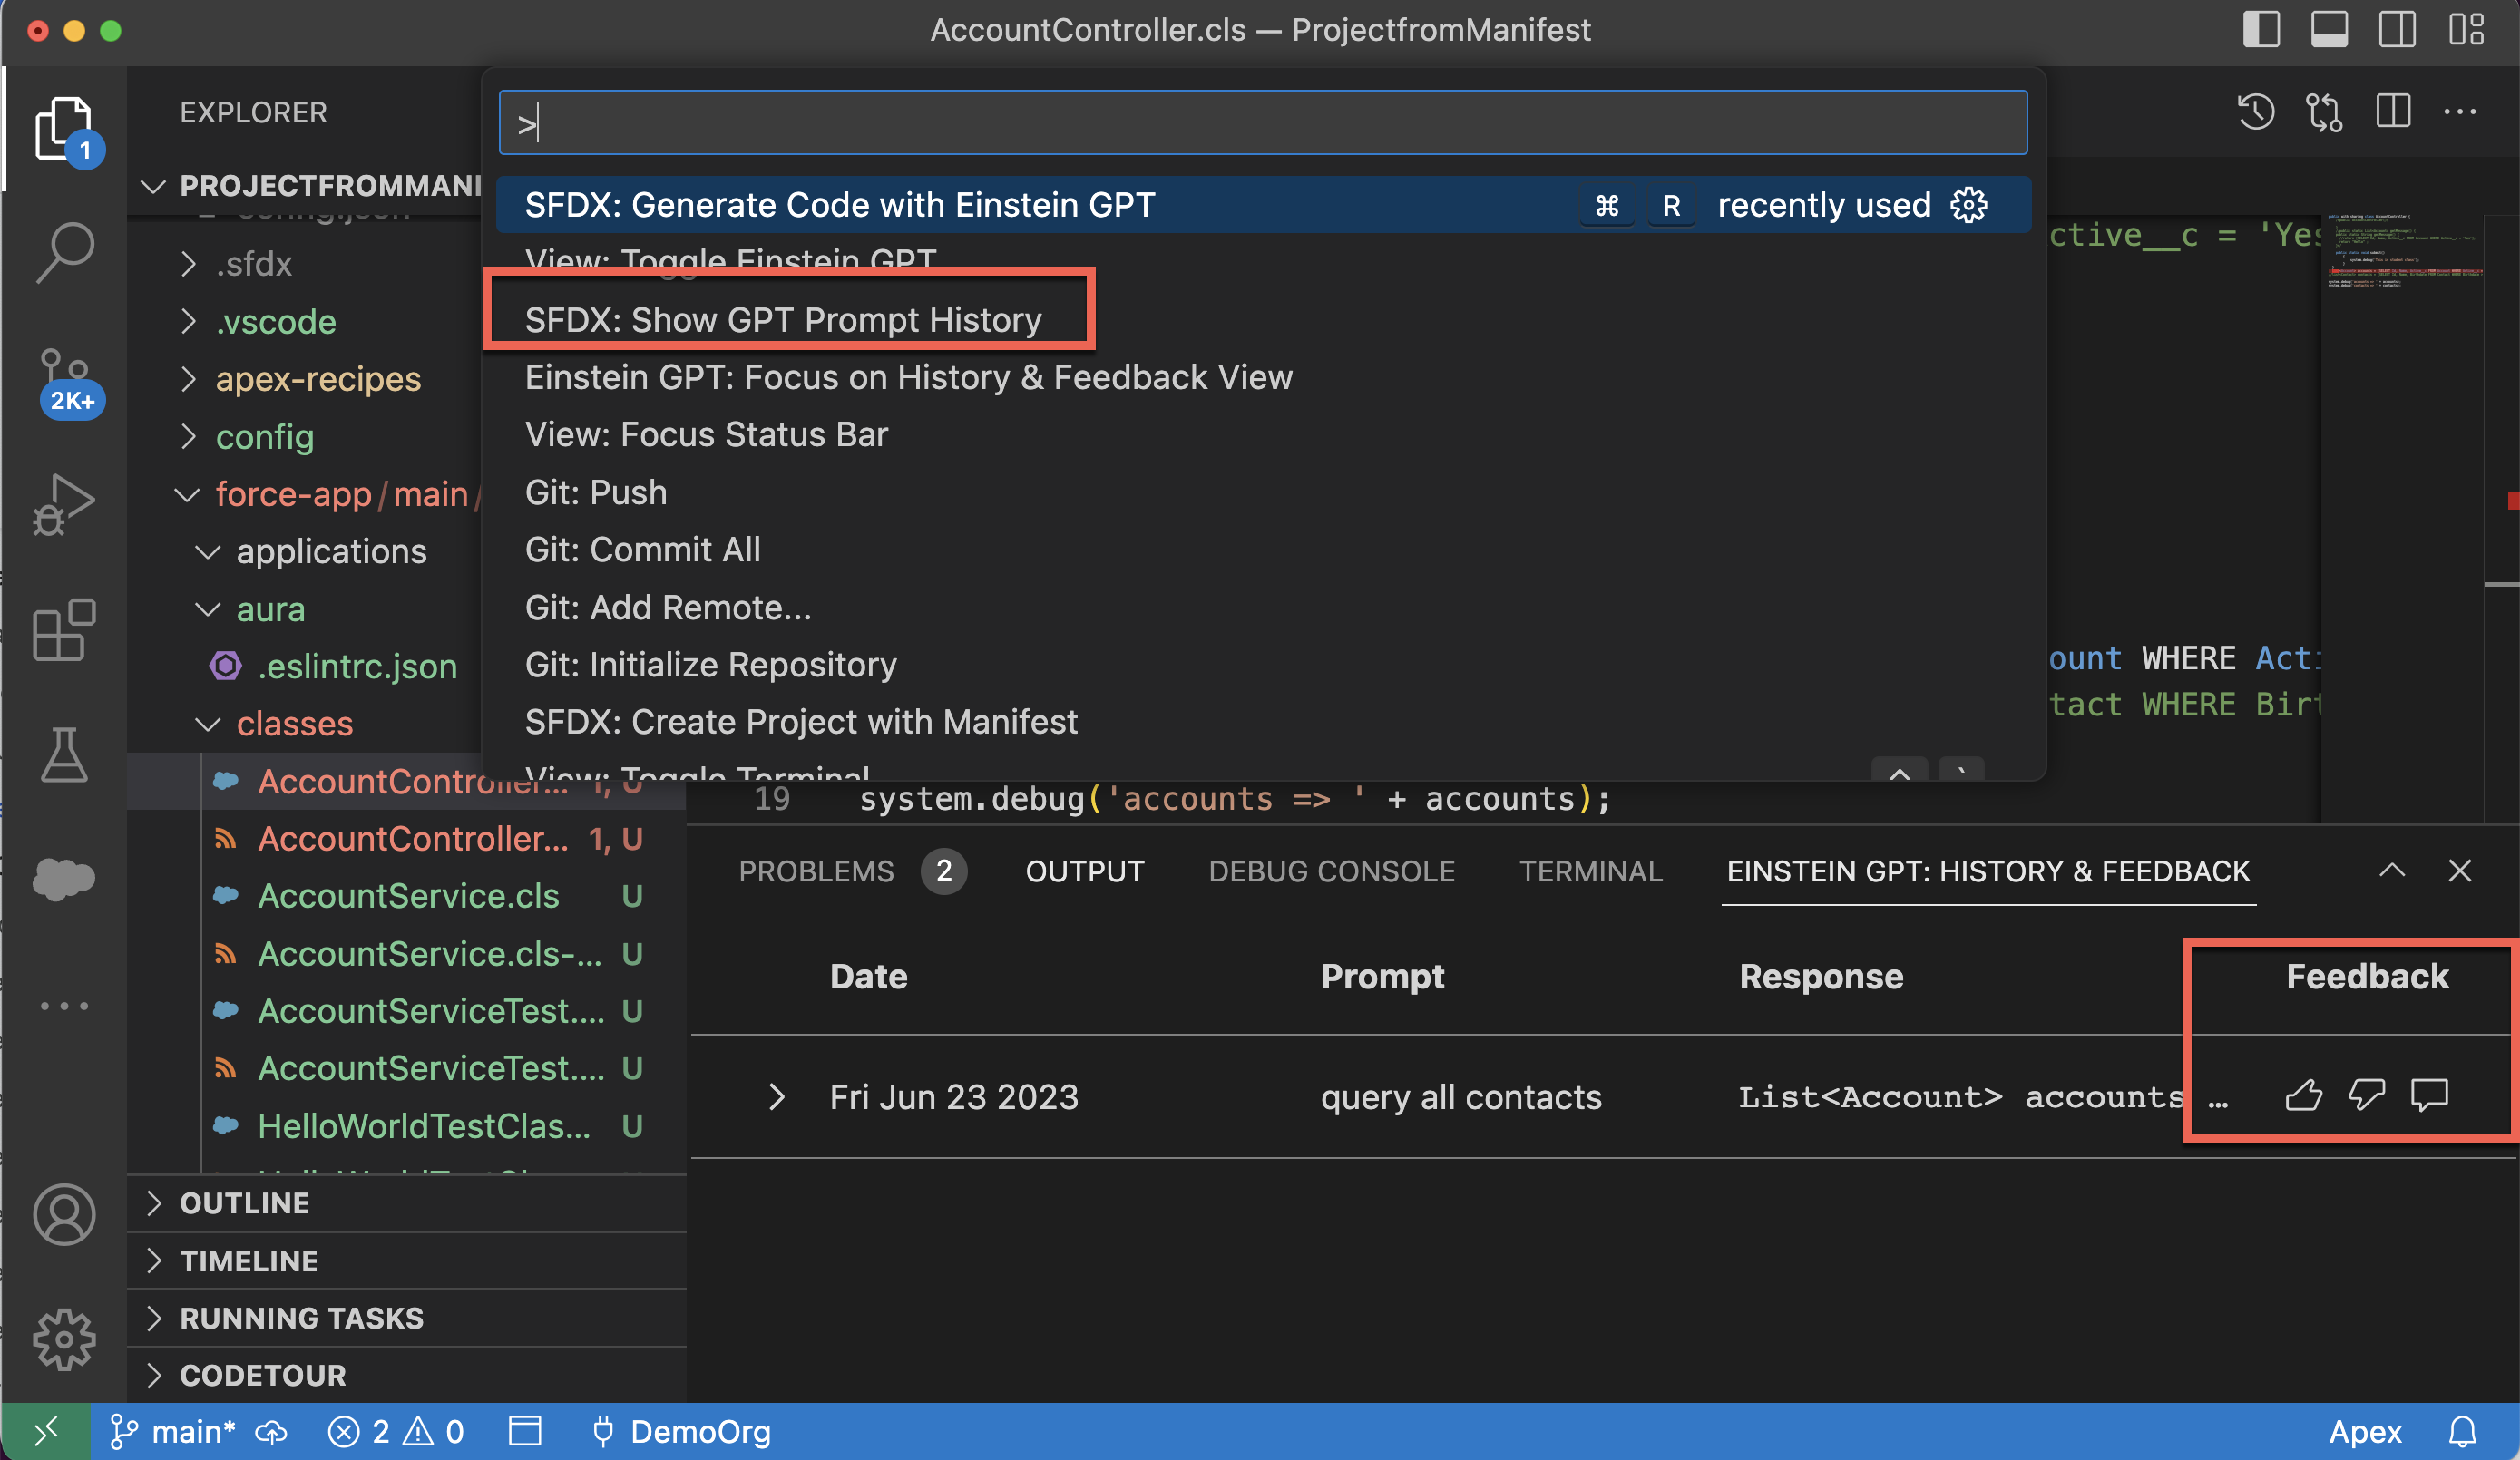 AccountController.cls — ProjectfromManifest
EXPLORER
1
PROJECTFROMMANI
config.json
.sfdx
.vscode
apex-recipes
2K+
config
force-app/main/
applications
aura
.eslintrc.json
classes
AccountController... 1, U
AccountController... 1, U
AccountService.cls U
AccountService.cls-... U
AccountServiceTest.... U
AccountServiceTest.... U
HelloWorldTestClas... U
OUTLINE
TIMELINE
RUNNING TASKS
CODETOUR
>
SFDX: Generate Code with Einstein GPT ⌘ R recently used
View: Toggle Einstein GPT
SFDX: Show GPT Prompt History
Einstein GPT: Focus on History & Feedback View
View: Focus Status Bar
Git: Push
Git: Commit All
Git: Add Remote...
Git: Initialize Repository
SFDX: Create Project with Manifest
View: Toggle Terminal ^ `
ctive__c = 'Yes
ount WHERE Acti
tact WHERE Birt
19 system.debug('accounts => ' + accounts);
PROBLEMS 2 OUTPUT DEBUG CONSOLE TERMINAL EINSTEIN GPT: HISTORY & FEEDBACK
Date Prompt Response Feedback
Fri Jun 23 2023 query all contacts List<Account> accounts ...
main* 2 0 DemoOrg Apex